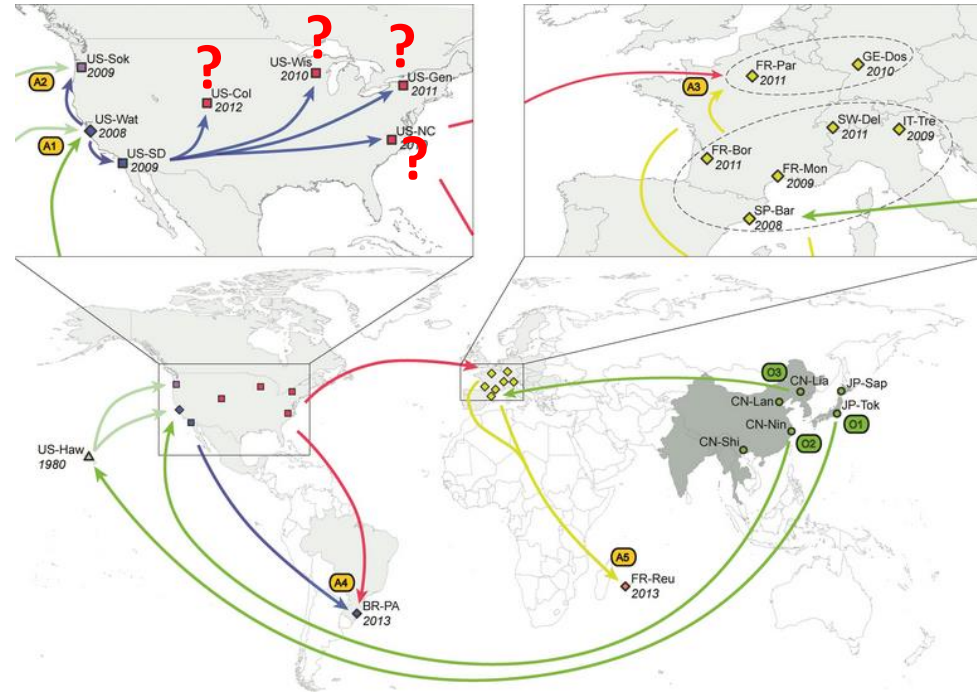 ?
?
?
US-Sok
2009
A2
US-Wis
2010
US-Gen
2011
US-Col
2012
US-Wat
2008
A1
US-NC
?
US-SD
2009
FR-Par
2011
GE-Dos
2010
A3
SW-Del
2011
IT-Tre
2009
FR-Bor
2011
FR-Mon
2009
SP-Bar
2008
O3
CN-Lia
JP-Sap
CN-Lan
JP-Tok
O1
CN-Nin
O2
CN-Shi
US-Haw
1980
A5
FR-Reu
2013
A4
BR-PA
2013